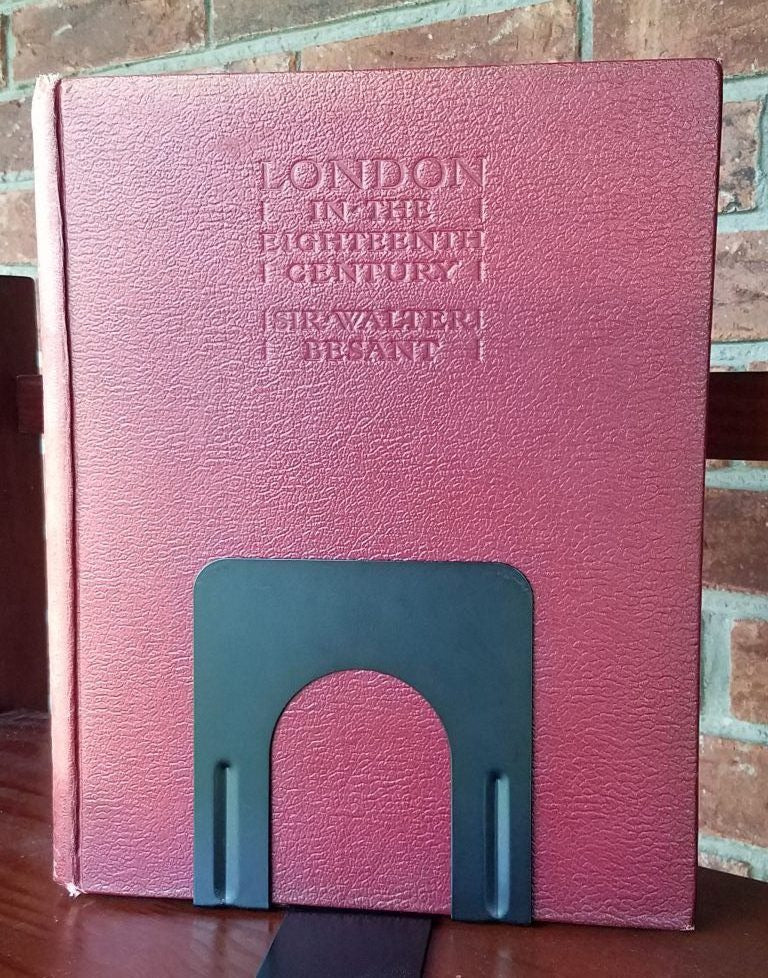 LONDON
IN·THE
EIGHTEENTH
CENTURY
SIR·WALTER
BESANT